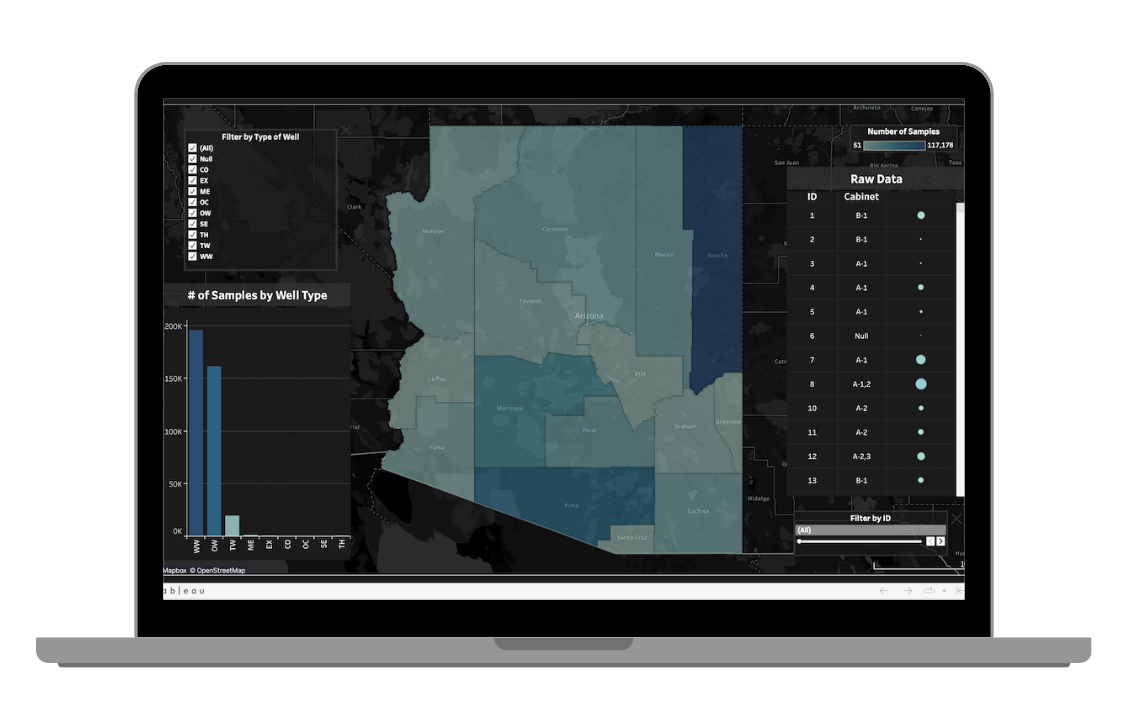 Archuleta
Conejos
Filter by Type of Well
(All)
Null
CO
EX
ME
OC
OW
SE
TH
TW
WW
Number of Samples
51
117,178
San Juan
Rio Arriba
Taos
Raw Data
ID Cabinet
1 B-1
2 B-1
3 A-1
4 A-1
5 A-1
6 Null
7 A-1
8 A-1,2
10 A-2
11 A-2
12 A-2,3
13 B-1
Clark
Mohave
Coconino
Navajo
Apache
Yavapai
Arizona
La Paz
Gila
Maricopa
Pinal
Graham
Greenlee
Yuma
Pima
Cochise
Santa Cruz
Hidalgo
# of Samples by Well Type
200K
150K
100K
50K
0K
WW
OW
TW
ME
EX
CO
OC
SE
TH
Filter by ID
(All)
Mapbox © OpenStreetMap
ableau